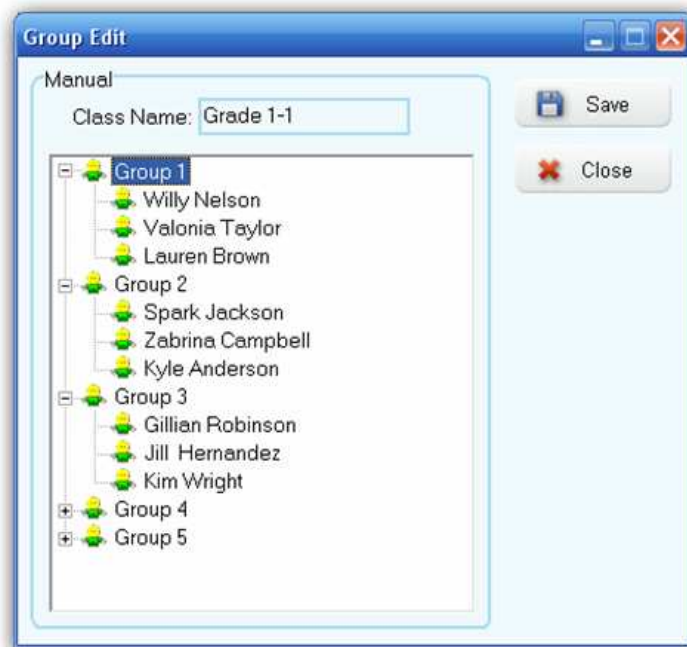 Group Edit
Manual
Class Name: Grade 1-1
Save
Close
Group 1
Willy Nelson
Valonia Taylor
Lauren Brown
Group 2
Spark Jackson
Zabrina Campbell
Kyle Anderson
Group 3
Gillian Robinson
Jill Hernandez
Kim Wright
Group 4
Group 5